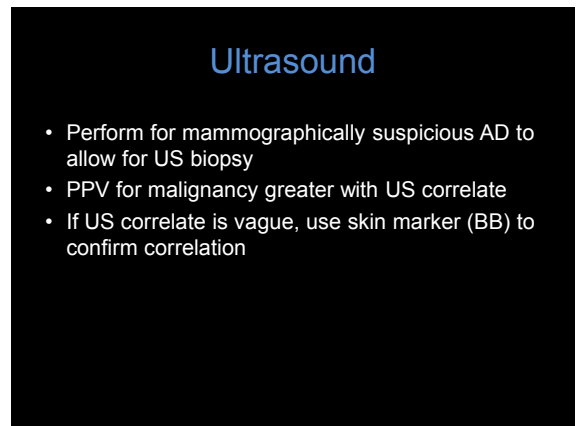 Ultrasound
• Perform for mammographically suspicious AD to
allow for US biopsy
• PPV for malignancy greater with US correlate
• If US correlate is vague, use skin marker (BB) to
confirm correlation